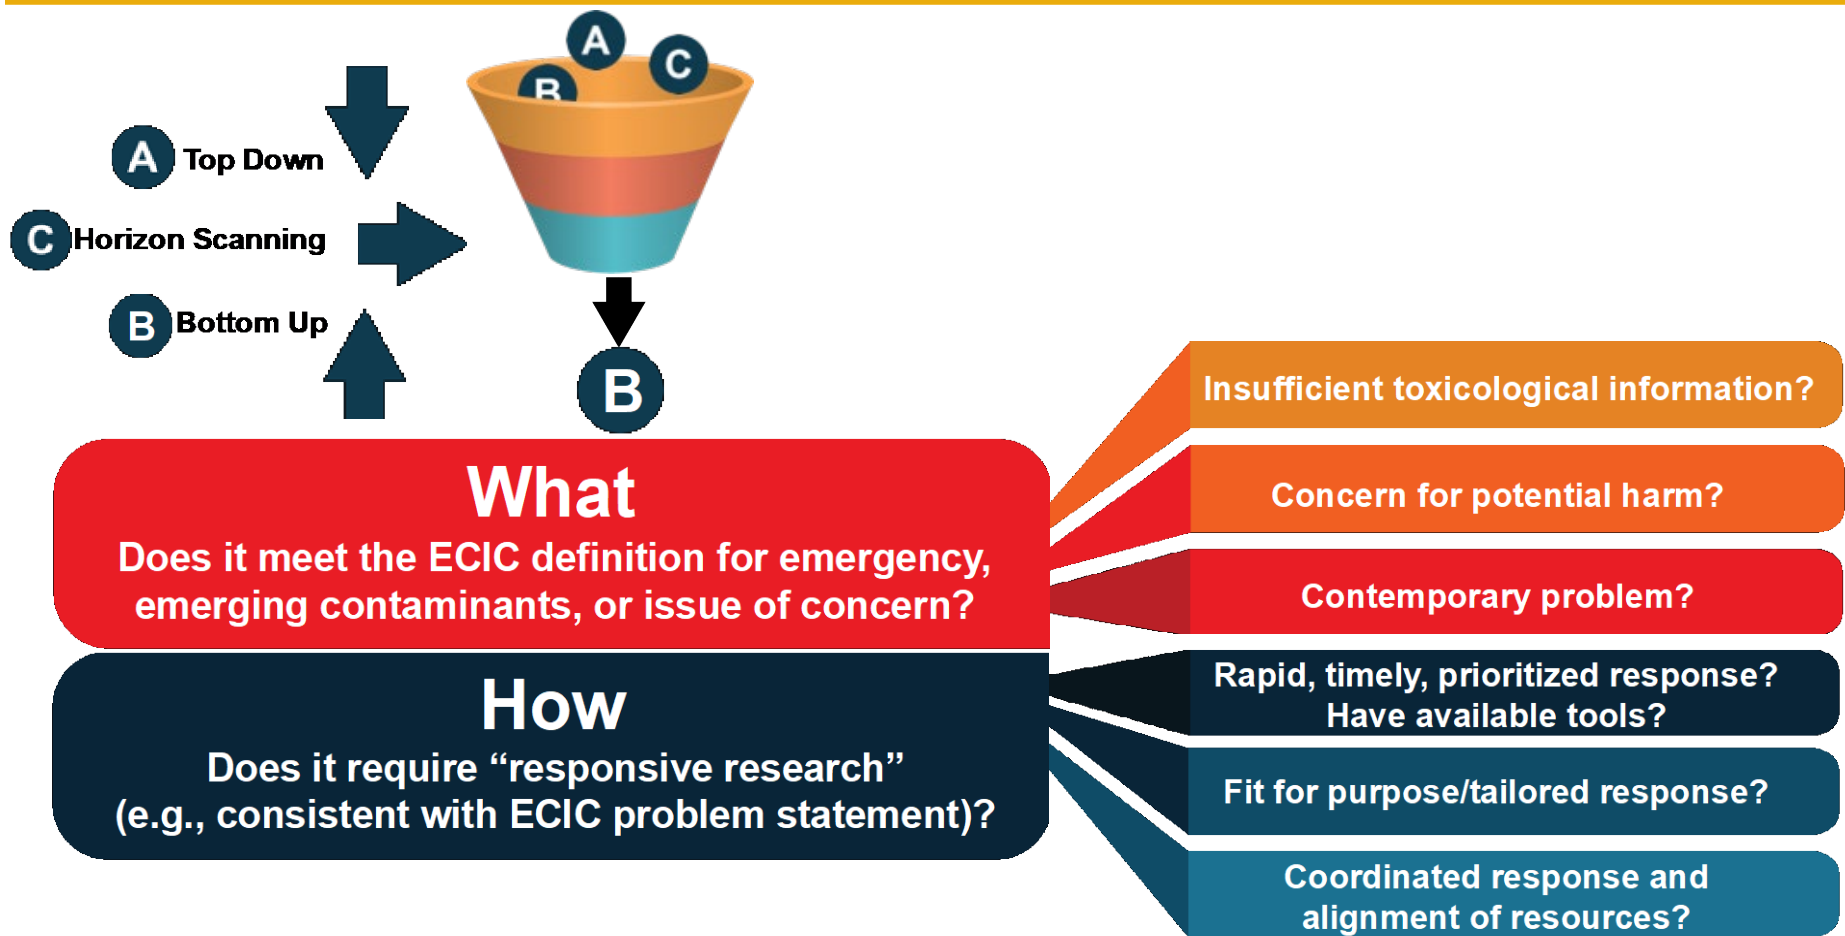 A
C
B
A Top Down
C Horizon Scanning
B Bottom Up
B
What
Does it meet the ECIC definition for emergency,
emerging contaminants, or issue of concern?
How
Does it require “responsive research”
(e.g., consistent with ECIC problem statement)?
Insufficient toxicological information?
Concern for potential harm?
Contemporary problem?
Rapid, timely, prioritized response?
Have available tools?
Fit for purpose/tailored response?
Coordinated response and
alignment of resources?